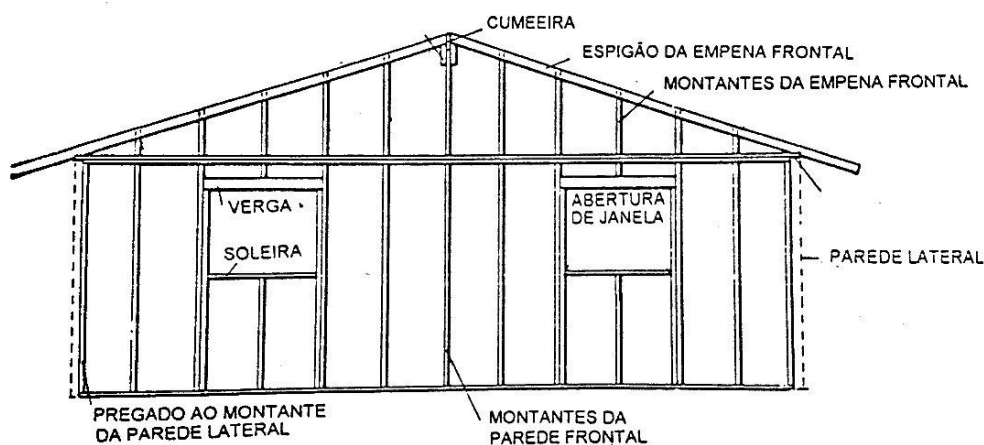 CUMEEIRA
ESPIGÃO DA EMPENA FRONTAL
MONTANTES DA EMPENA FRONTAL
VERGA
ABERTURA
DE JANELA
SOLEIRA
PAREDE LATERAL
PREGADO AO MONTANTE
DA PAREDE LATERAL
MONTANTES DA
PAREDE FRONTAL